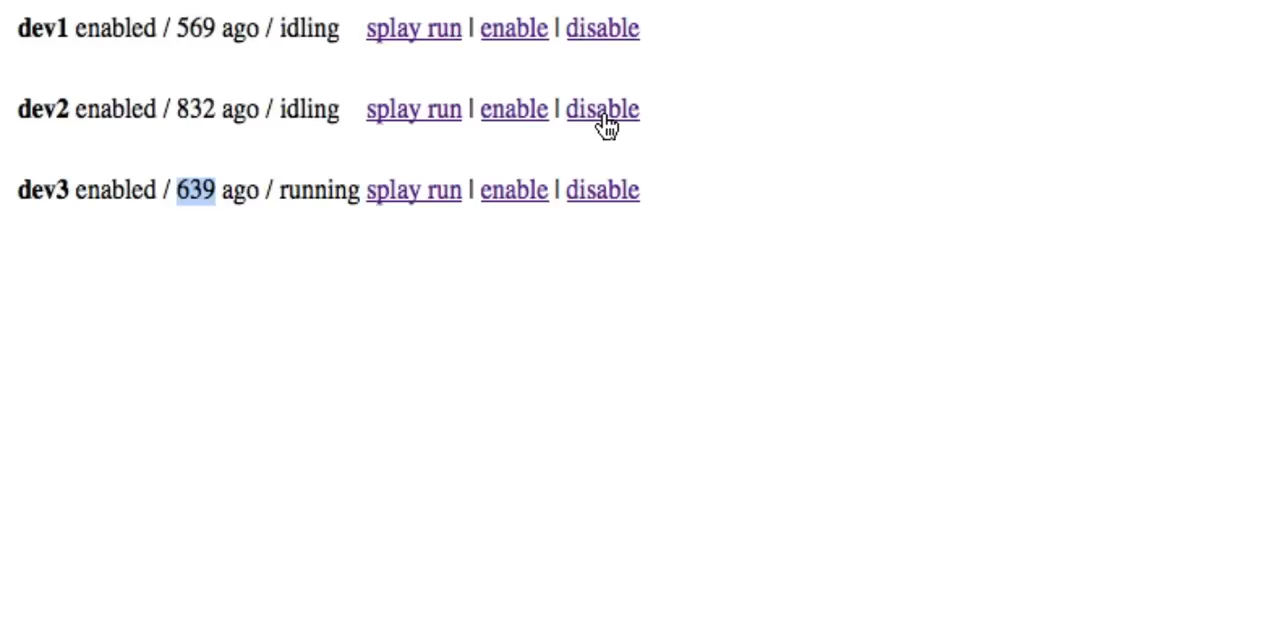 dev1 enabled / 569 ago / idling splay run | enable | disable
dev2 enabled / 832 ago / idling splay run | enable | disable
dev3 enabled / 639 ago / running splay run | enable | disable